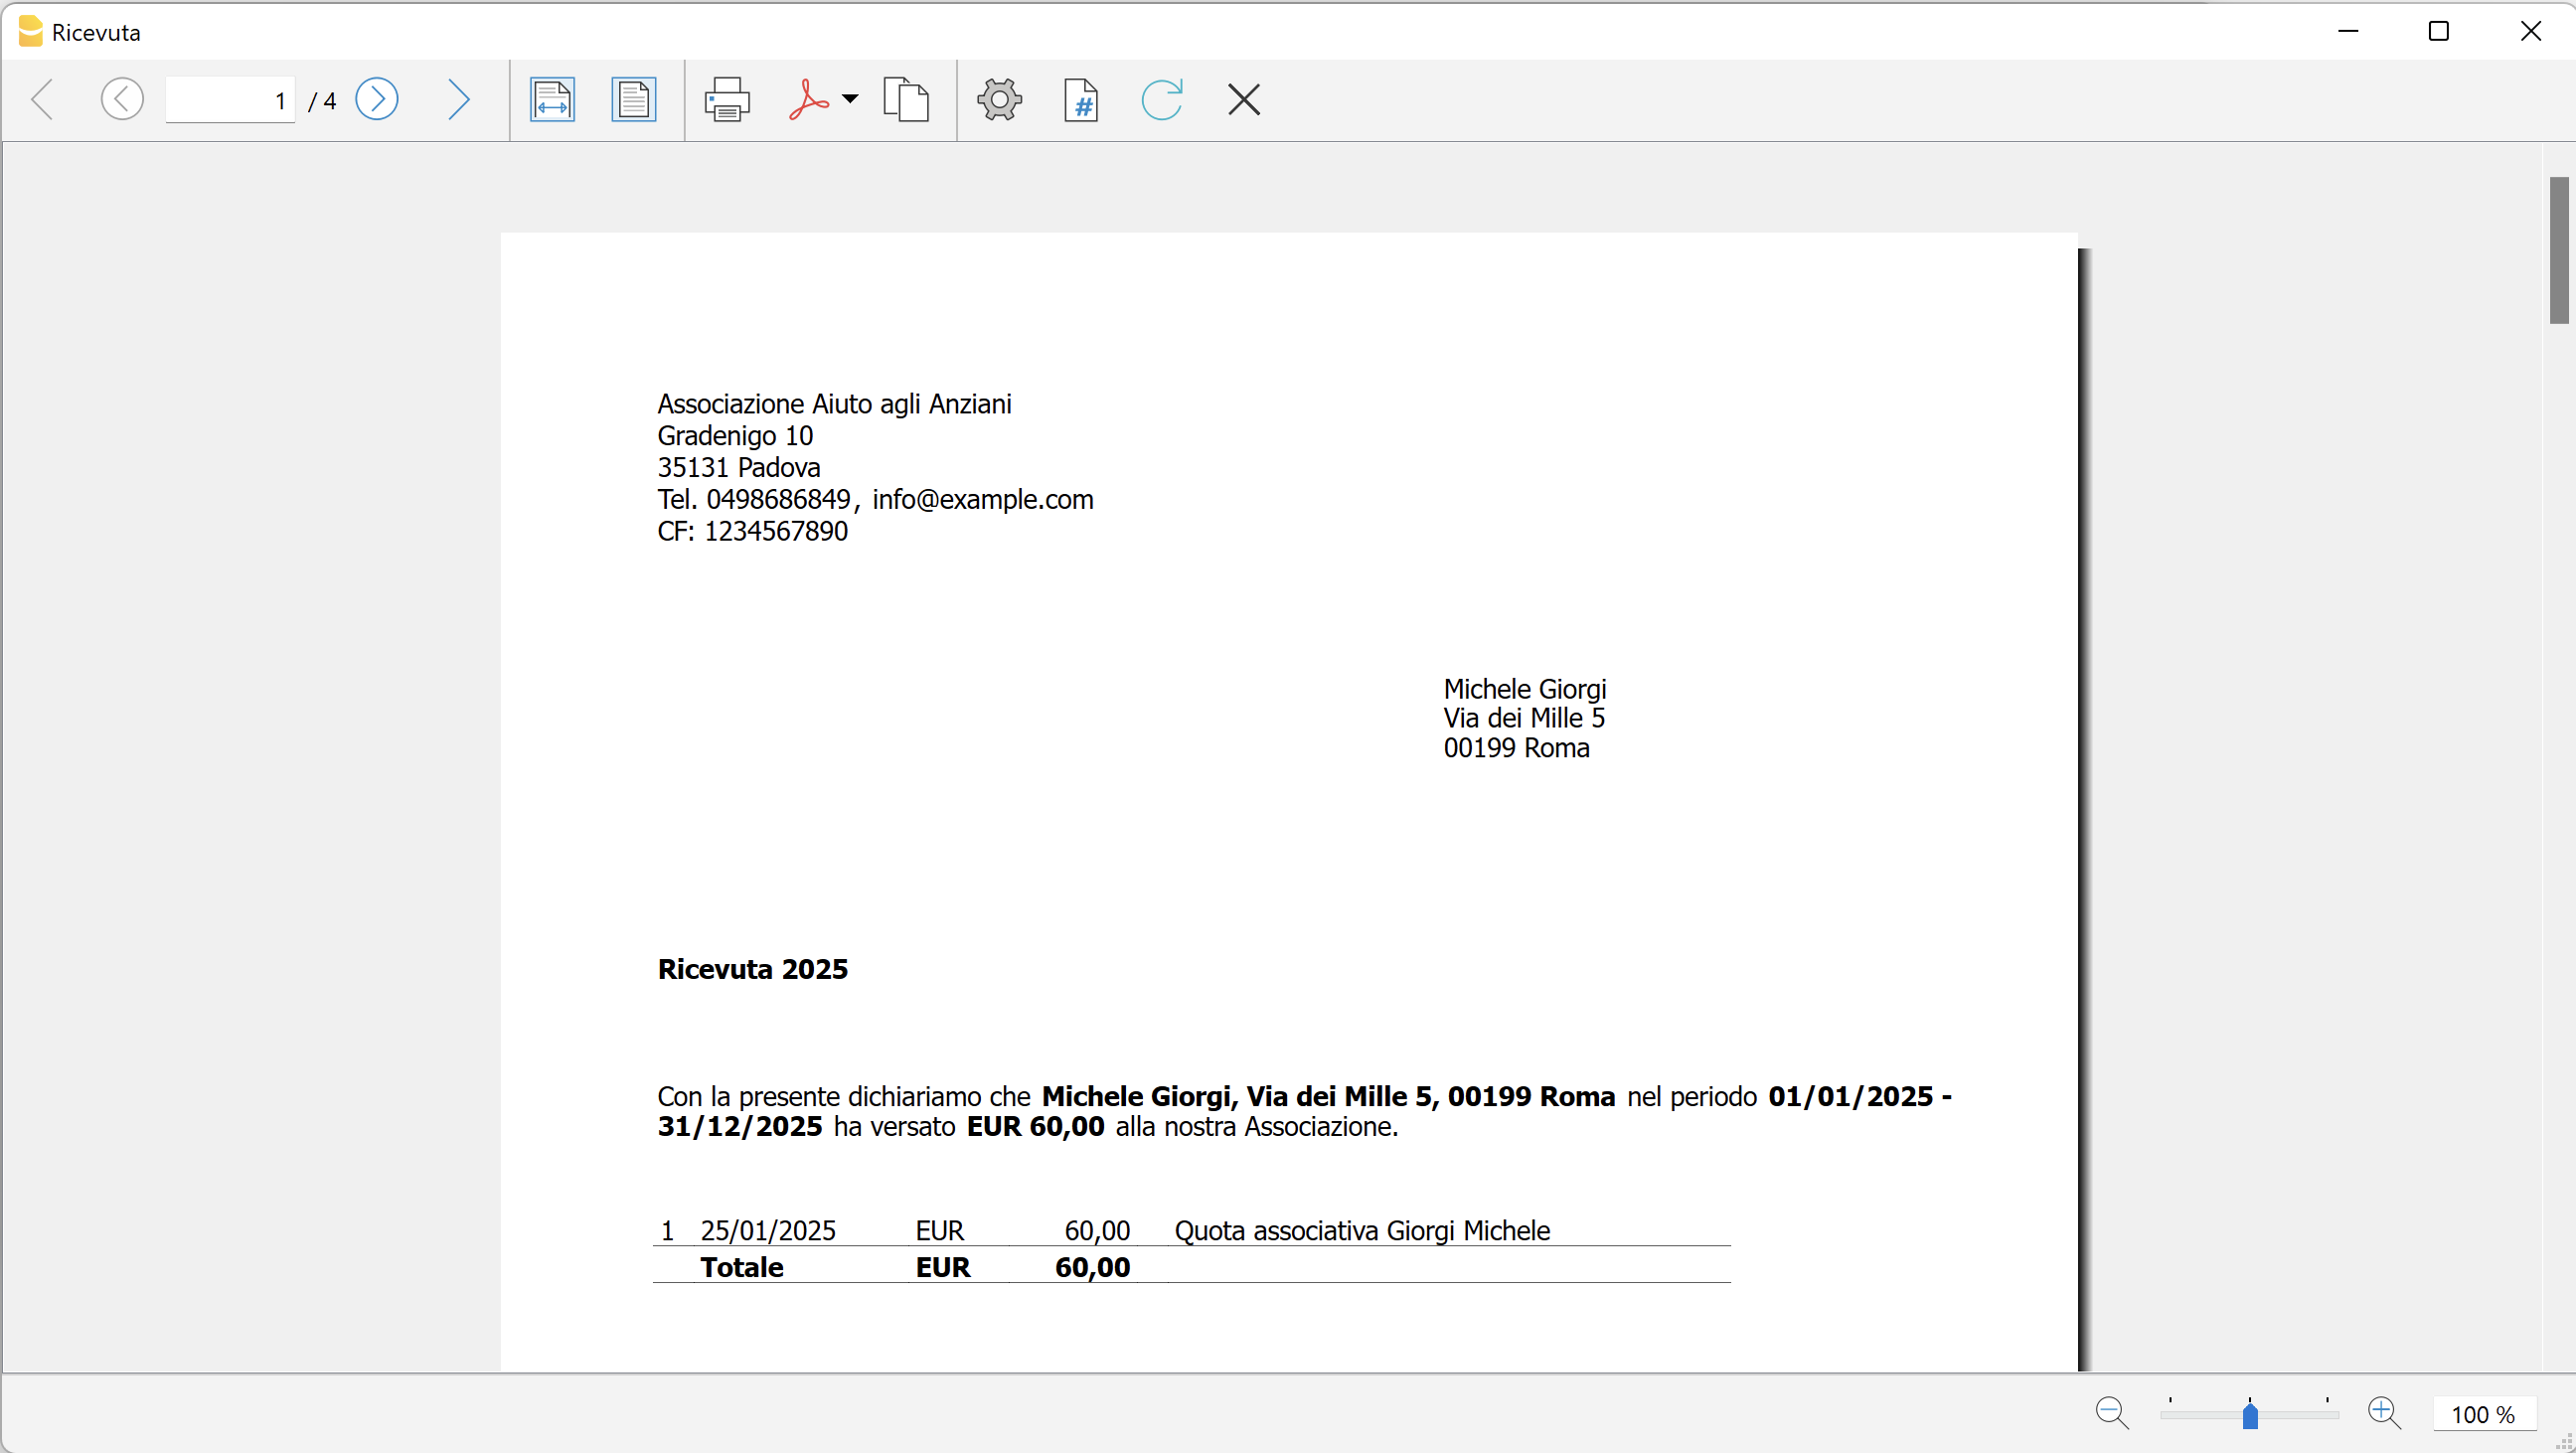 Ricevuta
1 / 4
Associazione Aiuto agli Anziani
Gradenigo 10
35131 Padova
Tel. 0498686849, info@example.com
CF: 1234567890
Michele Giorgi
Via dei Mille 5
00199 Roma
Ricevuta 2025
Con la presente dichiariamo che Michele Giorgi, Via dei Mille 5, 00199 Roma nel periodo 01/01/2025 -
31/12/2025 ha versato EUR 60,00 alla nostra Associazione.
1 25/01/2025 EUR 60,00 Quota associativa Giorgi Michele
Totale EUR 60,00
100 %